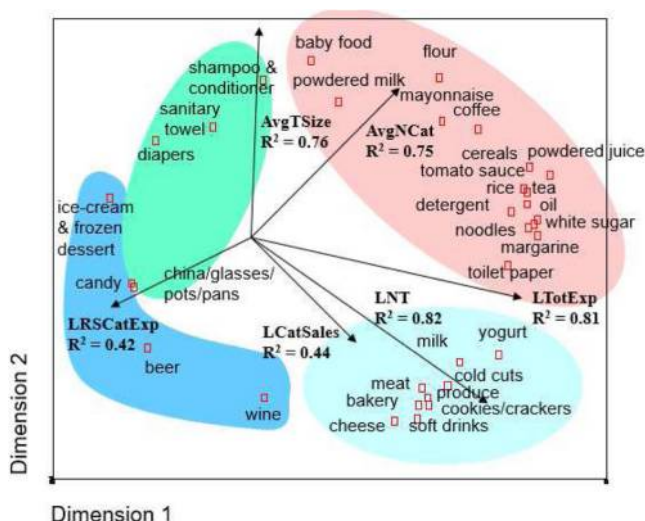 baby food
flour
shampoo &
conditioner
powdered milk
mayonnaise
coffee
sanitary
towel
AvgTSize
R² = 0.76
AvgNCat
R² = 0.75
diapers
cereals
powdered juice
tomato sauce
rice
tea
ice-cream
& frozen
dessert
detergent
oil
white sugar
noodles
margarine
toilet paper
candy
china/glasses/
pots/pans
LRSCatExp
R² = 0.42
LNT
R² = 0.82
LTotExp
R² = 0.81
LCatSales
R² = 0.44
milk
yogurt
beer
cold cuts
meat
produce
bakery
cookies/crackers
wine
cheese
soft drinks
Dimension 2
Dimension 1